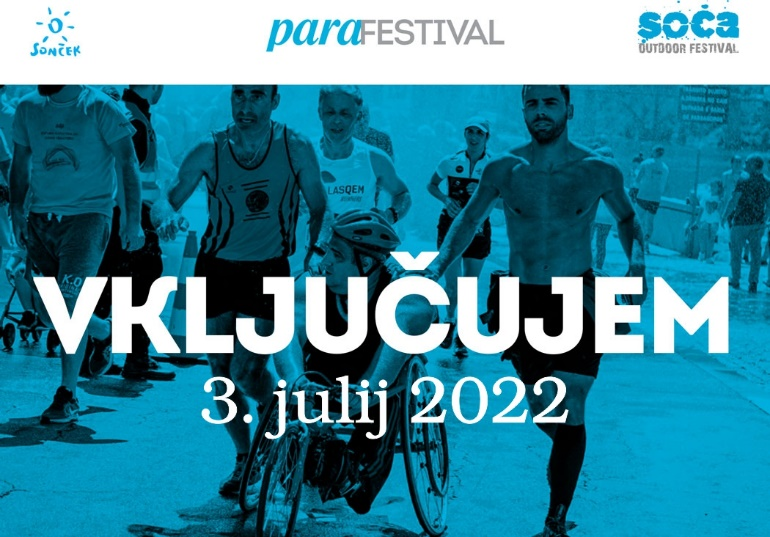 SONČEK
paraFESTIVAL
soča
OUTDOOR FESTIVAL
LASQEM
K.O
VKLJUČUJEM
3. julij 2022